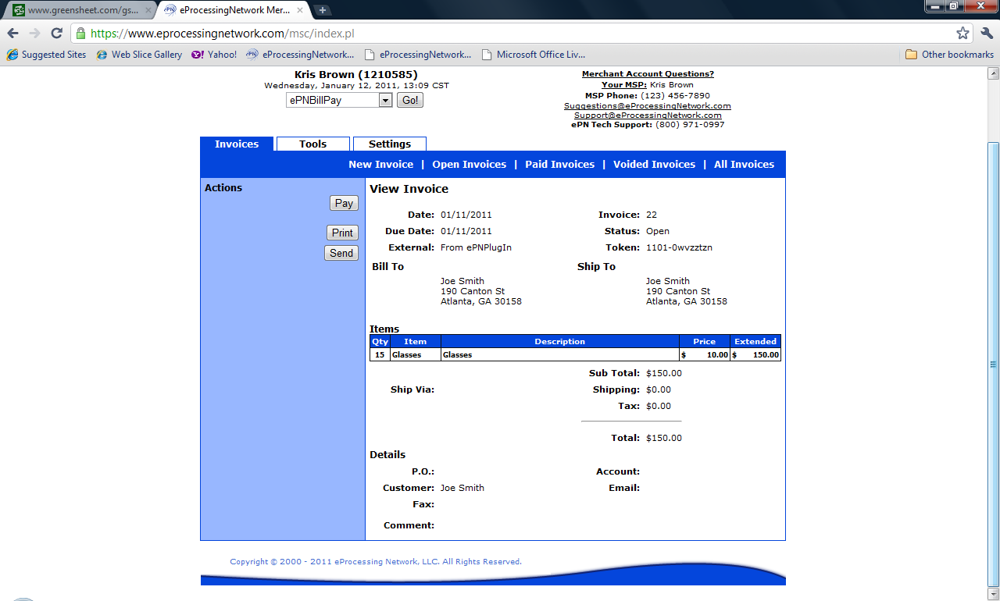 www.greensheet.com/gs...
eProcessingNetwork Mer...
https://www.eprocessingnetwork.com/msc/index.pl
Suggested Sites Web Slice Gallery Yahoo! eProcessingNetwork... eProcessingNetwork... Microsoft Office Liv... Other bookmarks
Kris Brown (1210585)
Wednesday, January 12, 2011, 13:09 CST
ePNBillPay Go!
Merchant Account Questions?
Your MSP: Kris Brown
MSP Phone: (123) 456-7890
Suggestions@eProcessingNetwork.com
Support@eProcessingNetwork.com
ePN Tech Support: (800) 971-0997
Invoices Tools Settings
New Invoice | Open Invoices | Paid Invoices | Voided Invoices | All Invoices
Actions
Pay
Print
Send
View Invoice
Date: 01/11/2011 Invoice: 22
Due Date: 01/11/2011 Status: Open
External: From ePNPlugIn Token: 1101-0wvzztzn
Bill To Ship To
Joe Smith Joe Smith
190 Canton St 190 Canton St
Atlanta, GA 30158 Atlanta, GA 30158
Items
Qty Item Description Price Extended
15 Glasses Glasses $ 10.00 $ 150.00
Sub Total: $150.00
Ship Via: Shipping: $0.00
Tax: $0.00
Total: $150.00
Details
P.O.: Account:
Customer: Joe Smith Email:
Fax:
Comment:
Copyright © 2000 - 2011 eProcessing Network, LLC. All Rights Reserved.